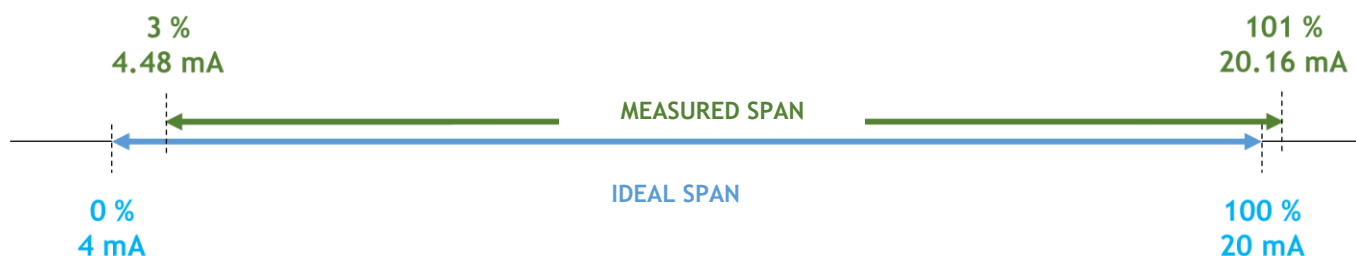 3 %
4.48 mA
101 %
20.16 mA
MEASURED SPAN
IDEAL SPAN
0 %
4 mA
100 %
20 mA